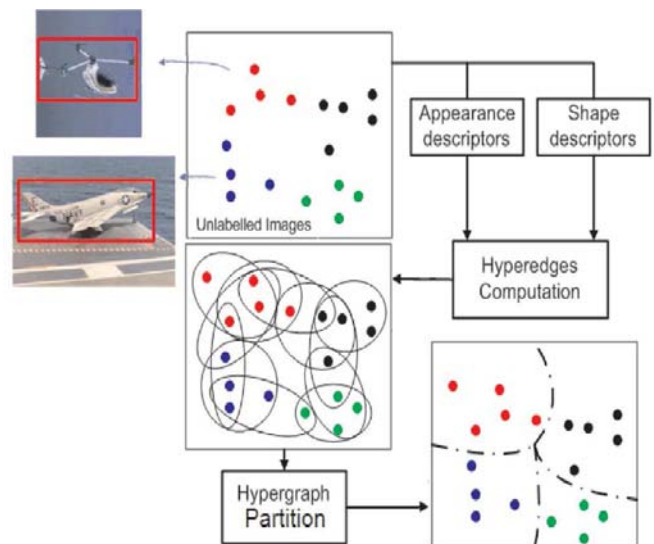 Unlabelled Images
Appearance
descriptors
Shape
descriptors
Hyperedges
Computation
Hypergraph
Partition